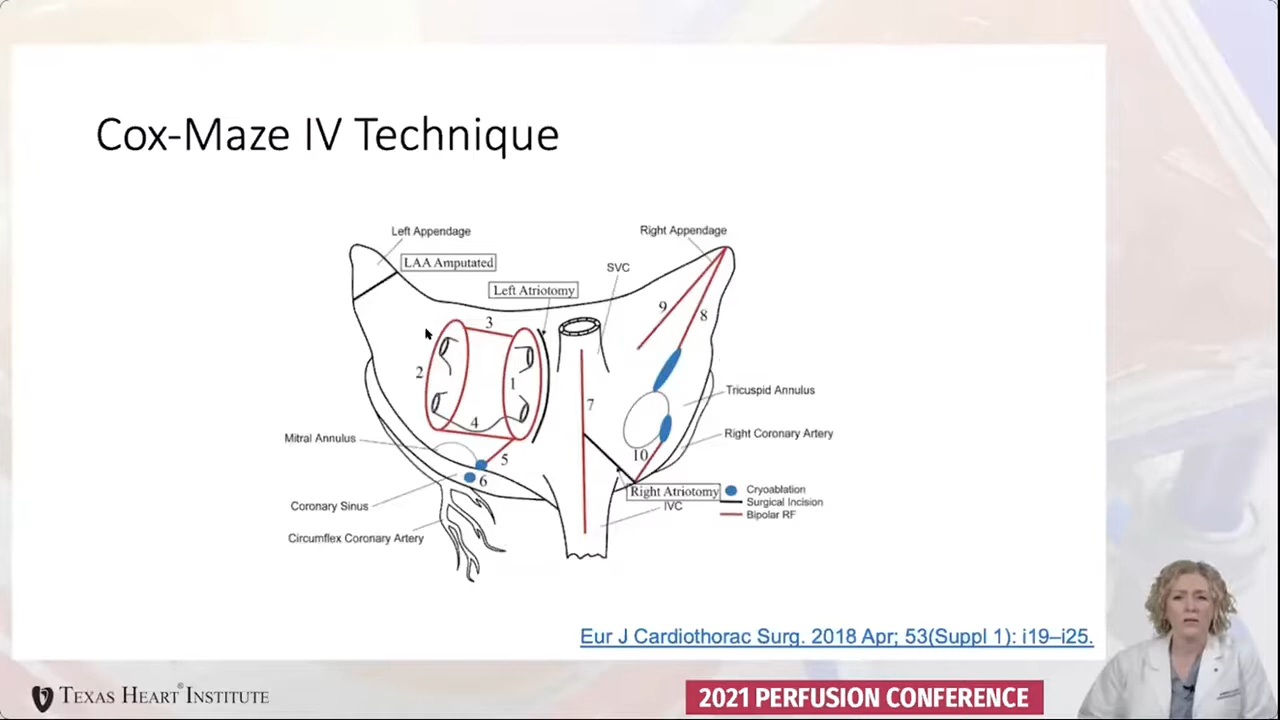 Cox-Maze IV Technique
Left Appendage
LAA Amputated
Left Atriotomy
Right Appendage
SVC
3
9
8
2
1
7
4
5
6
10
Tricuspid Annulus
Right Coronary Artery
Mitral Annulus
Coronary Sinus
Circumflex Coronary Artery
Right Atriotomy
IVC
Cryoablation
Surgical Incision
Bipolar RF
Eur J Cardiothorac Surg. 2018 Apr; 53(Suppl 1): i19–i25.
TEXAS HEART® INSTITUTE
2021 PERFUSION CONFERENCE